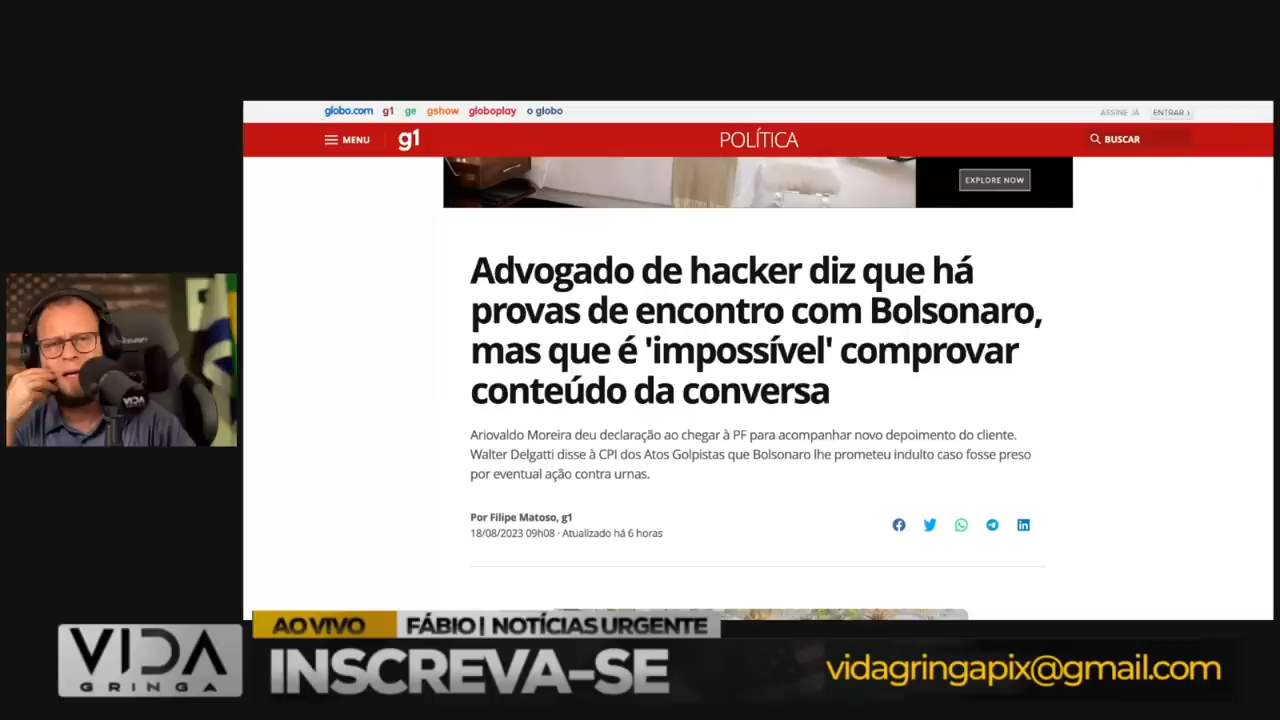 globo.com g1 ge gshow globoplay o globo
ASSINE JÁ ENTRAR ›
MENU g1 POLÍTICA BUSCAR
EXPLORE NOW
Advogado de hacker diz que há
provas de encontro com Bolsonaro,
mas que é 'impossível' comprovar
conteúdo da conversa
Ariovaldo Moreira deu declaração ao chegar à PF para acompanhar novo depoimento do cliente.
Walter Delgatti disse à CPI dos Atos Golpistas que Bolsonaro lhe prometeu indulto caso fosse preso
por eventual ação contra urnas.
Por Filipe Matoso, g1
18/08/2023 09h08 · Atualizado há 6 horas
VIDA
AO VIVO FÁBIO | NOTÍCIAS URGENTE
VIDA
GRINGA
INSCREVA-SE
vidagringapix@gmail.com